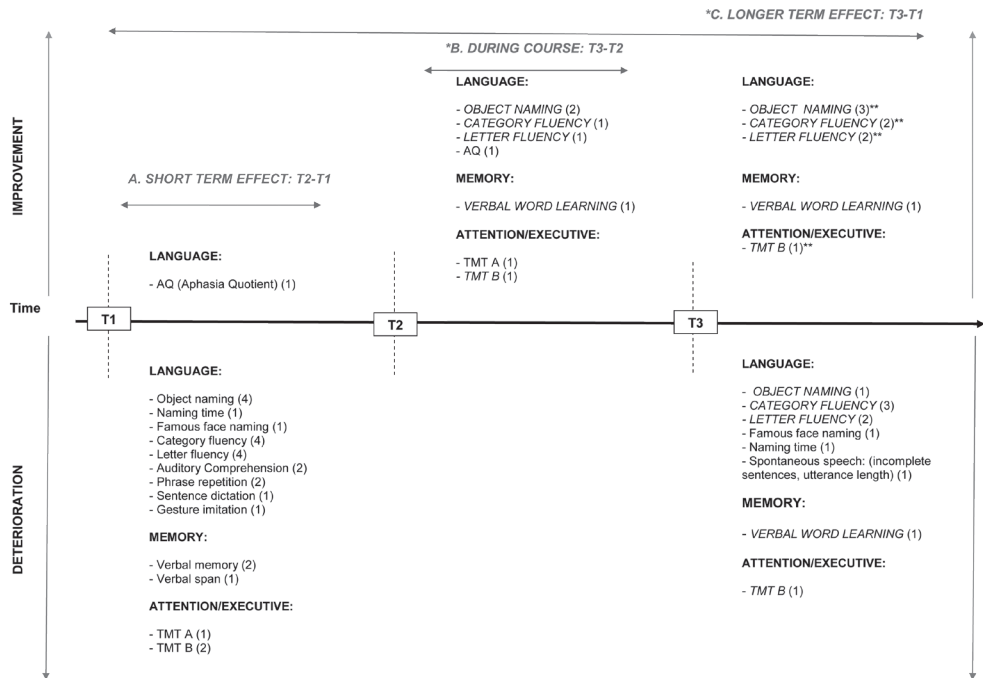 *C. LONGER TERM EFFECT: T3-T1
*B. DURING COURSE: T3-T2
A. SHORT TERM EFFECT: T2-T1
IMPROVEMENT
LANGUAGE:
- AQ (Aphasia Quotient) (1)
LANGUAGE:
- OBJECT NAMING (2)
- CATEGORY FLUENCY (1)
- LETTER FLUENCY (1)
- AQ (1)
MEMORY:
- VERBAL WORD LEARNING (1)
ATTENTION/EXECUTIVE:
- TMT A (1)
- TMT B (1)
LANGUAGE:
- OBJECT NAMING (3)**
- CATEGORY FLUENCY (2)**
- LETTER FLUENCY (2)**
MEMORY:
- VERBAL WORD LEARNING (1)
ATTENTION/EXECUTIVE:
- TMT B (1)**
Time
T1
T2
T3
DETERIORATION
LANGUAGE:
- Object naming (4)
- Naming time (1)
- Famous face naming (1)
- Category fluency (4)
- Letter fluency (4)
- Auditory Comprehension (2)
- Phrase repetition (2)
- Sentence dictation (1)
- Gesture imitation (1)
MEMORY:
- Verbal memory (2)
- Verbal span (1)
ATTENTION/EXECUTIVE:
- TMT A (1)
- TMT B (2)
LANGUAGE:
- OBJECT NAMING (1)
- CATEGORY FLUENCY (3)
- LETTER FLUENCY (2)
- Famous face naming (1)
- Naming time (1)
- Spontaneous speech: (incomplete
sentences, utterance length) (1)
MEMORY:
- VERBAL WORD LEARNING (1)
ATTENTION/EXECUTIVE:
- TMT B (1)